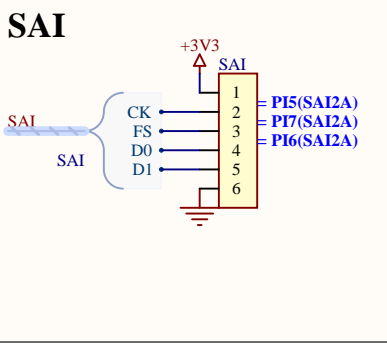 SAI
+3V3
SAI
1
CK 2 = PI5(SAI2A)
SAI FS 3 = PI7(SAI2A)
D0 4 = PI6(SAI2A)
SAI D1 5
6